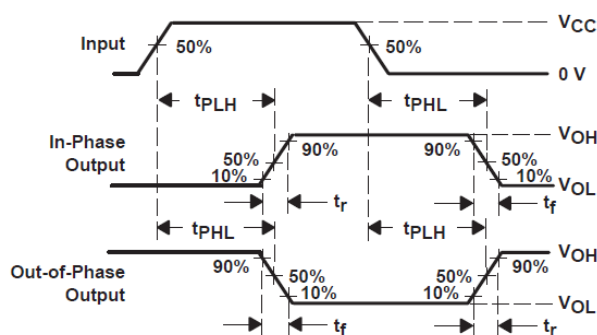 VCC
Input
50%
50%
0 V
tPLH
tPHL
In-Phase
Output
90%
90%
VOH
50%
50%
10%
10%
VOL
tr
tf
tPHL
tPLH
Out-of-Phase
Output
90%
90%
VOH
50%
50%
10%
10%
VOL
tf
tr